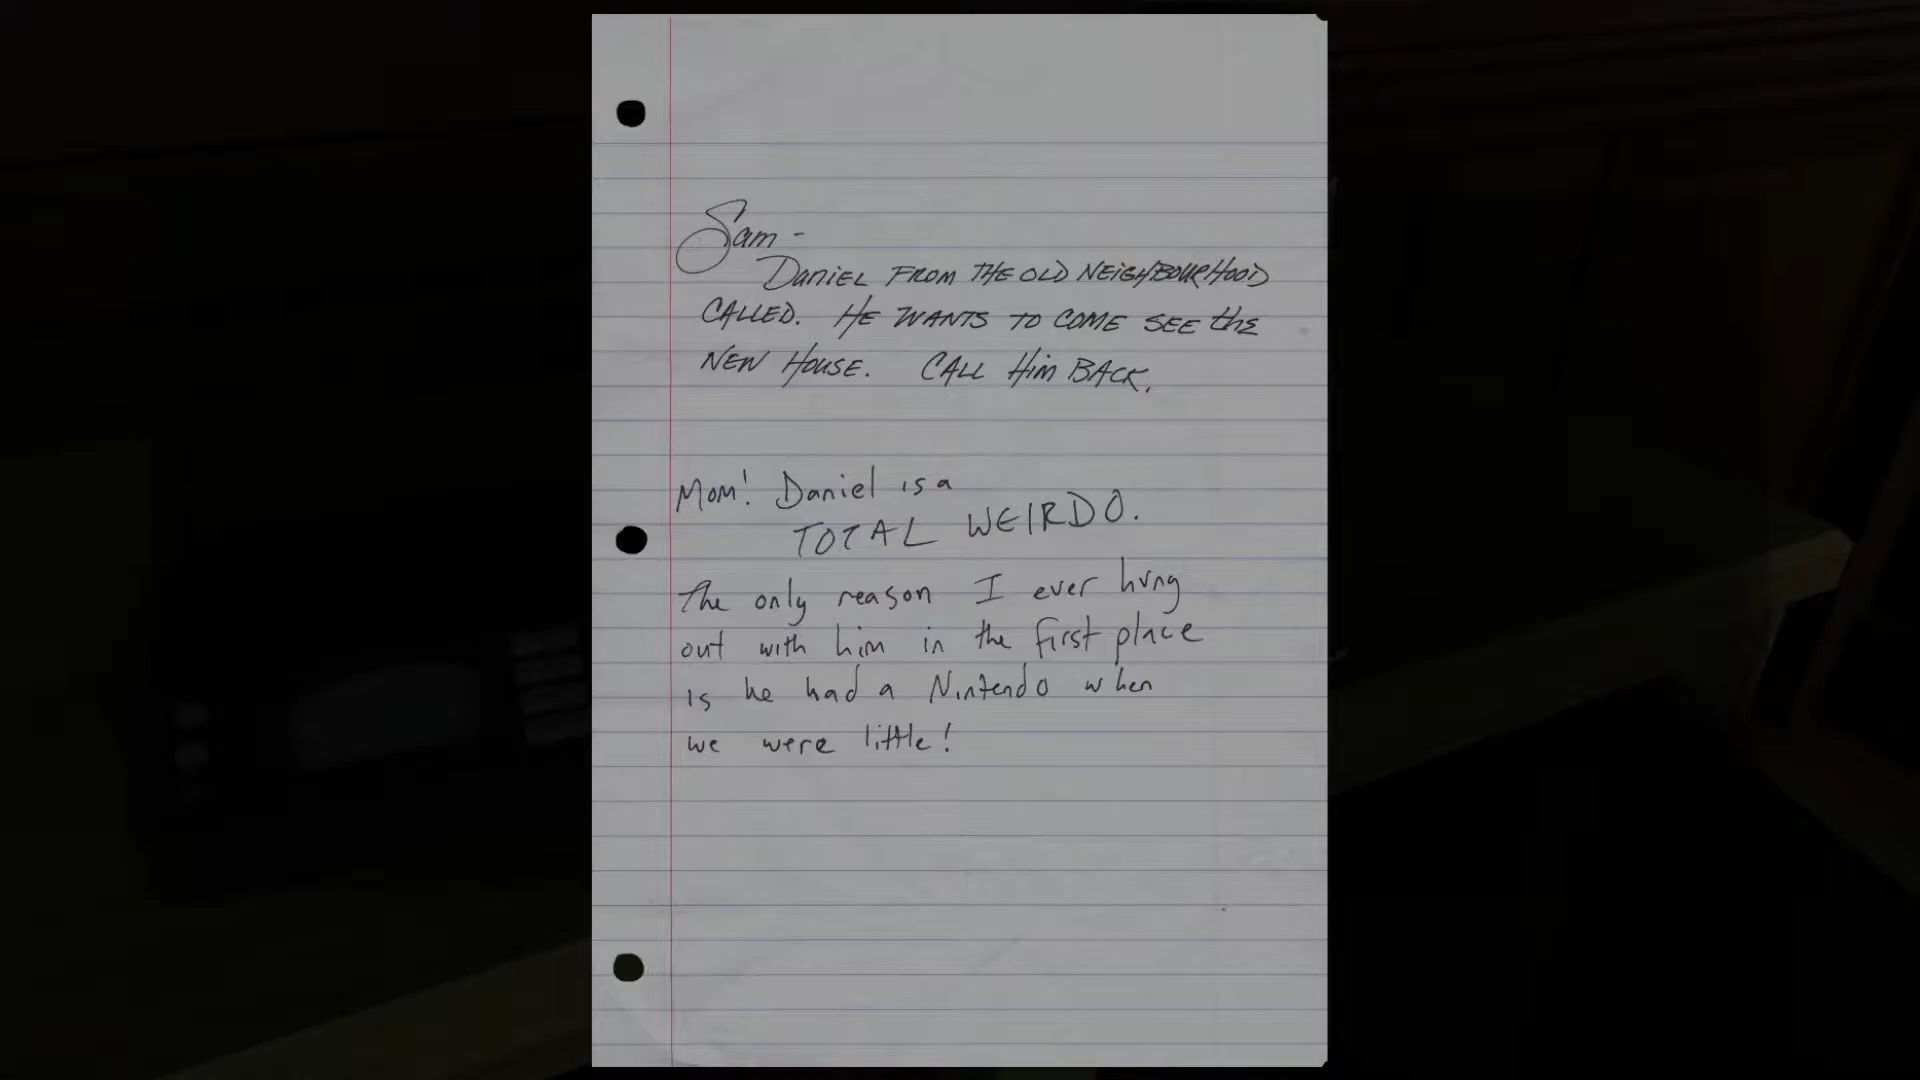 Sam -
DANIEL FROM THE OLD NEIGHBOURHOOD
CALLED. HE WANTS TO COME SEE the
NEW HOUSE. CALL HIM BACK.
Mom! Daniel is a
TOTAL WEIRDO.
The only reason I ever hung
out with him in the first place
is he had a Nintendo when
we were little!